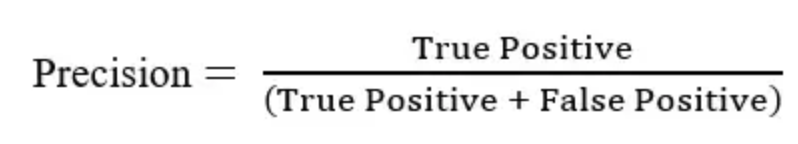 True Positive
Precision =
(True Positive + False Positive)